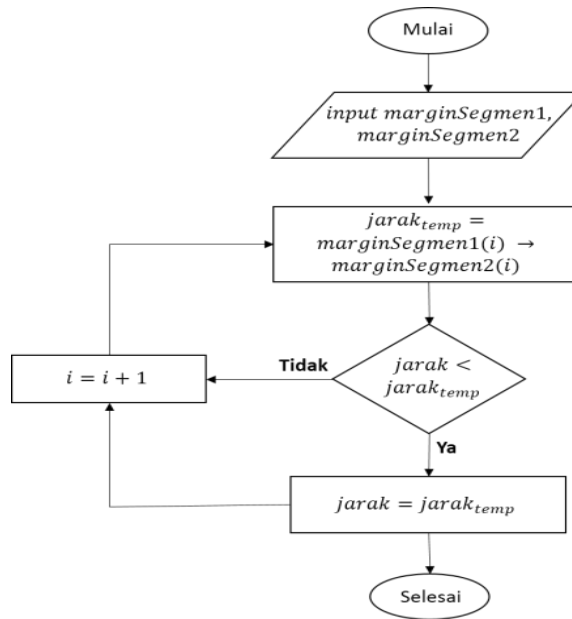 Mulai
input marginSegmen1,
marginSegmen2
jarak_temp =
marginSegmen1(i) →
marginSegmen2(i)
jarak <
jarak_temp
Tidak
i = i + 1
Ya
jarak = jarak_temp
Selesai